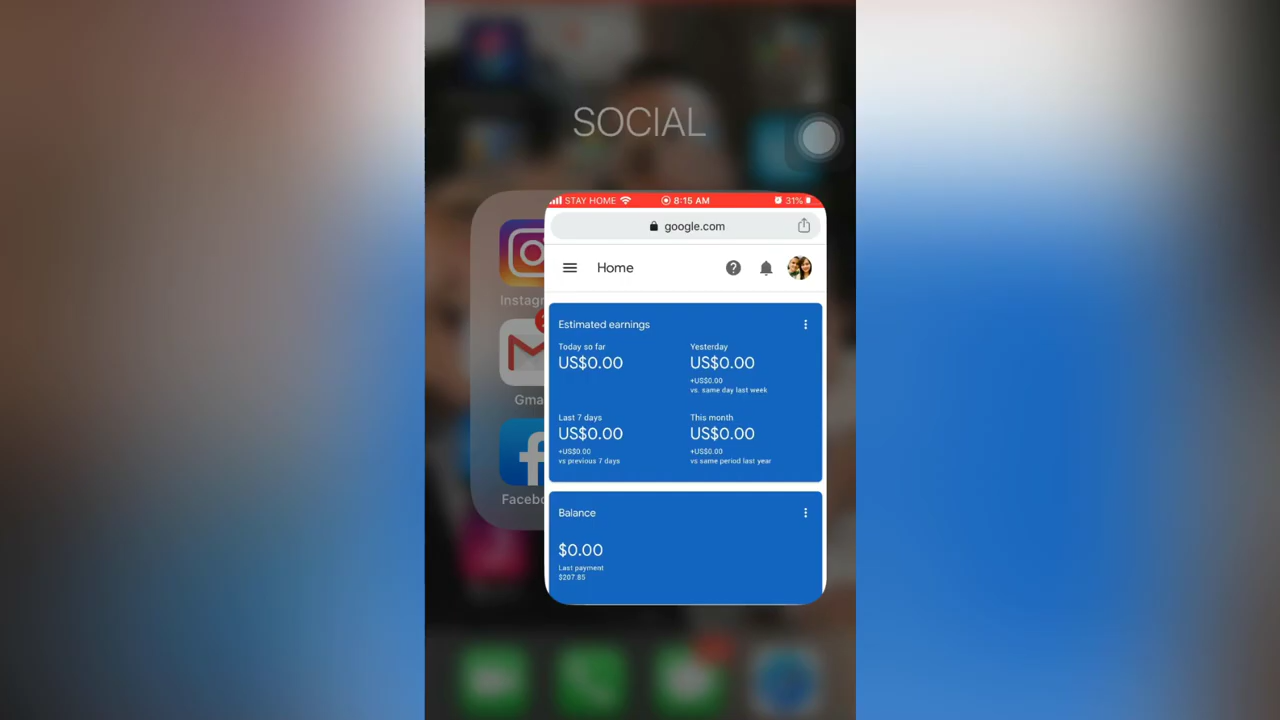 SOCIAL
STAY HOME 8:15 AM 31%
google.com
Home
Instag
Gma
Facebo
Estimated earnings
Today so far
US$0.00
Yesterday
US$0.00
+US$0.00
vs. same day last week
Last 7 days
US$0.00
+US$0.00
vs previous 7 days
This month
US$0.00
+US$0.00
vs same period last year
Balance
$0.00
Last payment
$207.85